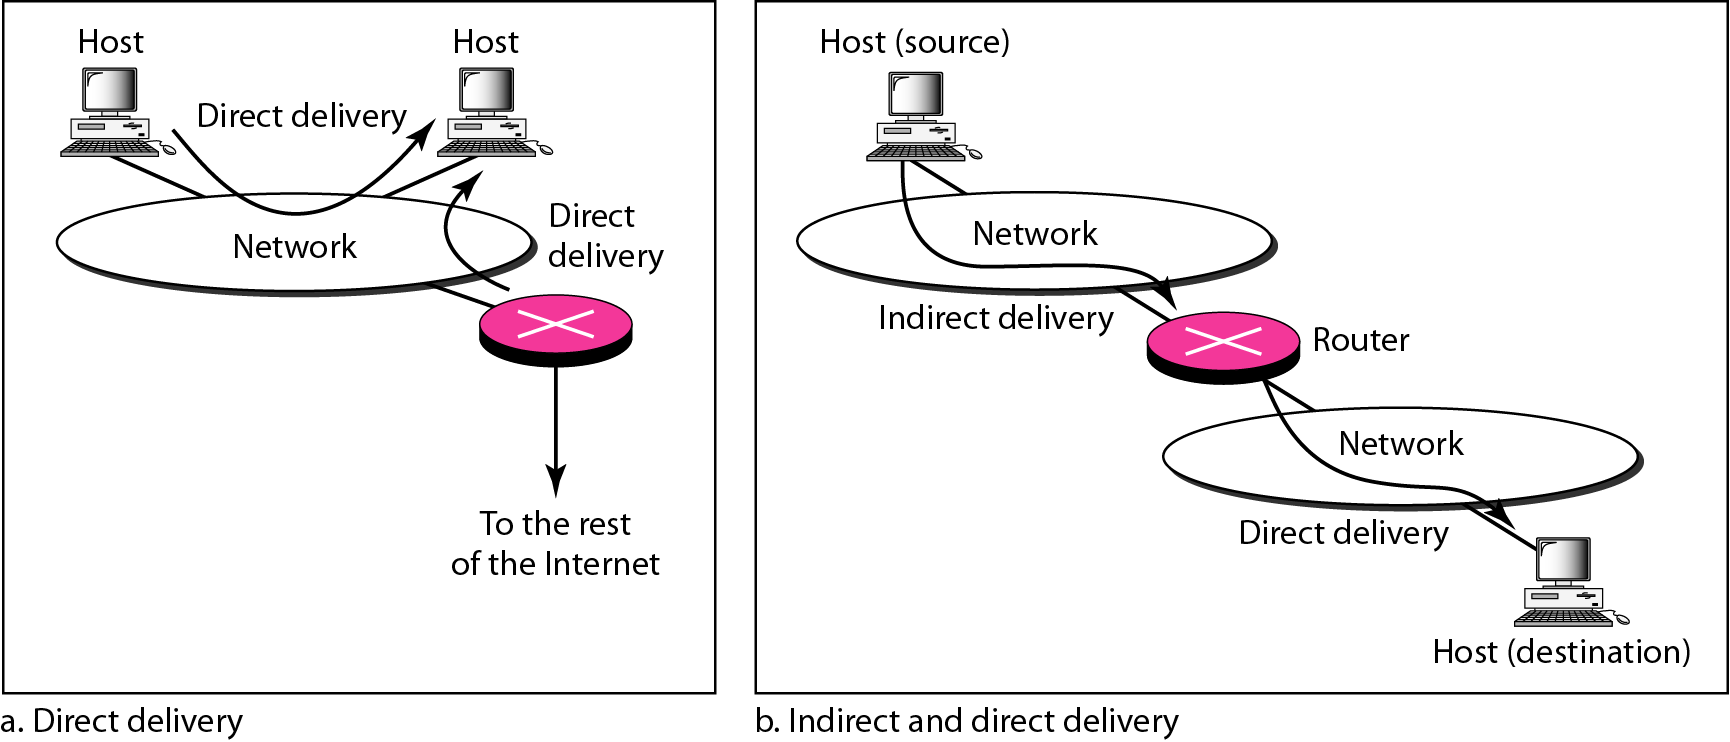 Host
Host
Direct delivery
Direct
delivery
Network
To the rest
of the Internet
a. Direct delivery
Host (source)
Network
Indirect delivery
Router
Network
Direct delivery
Host (destination)
b. Indirect and direct delivery